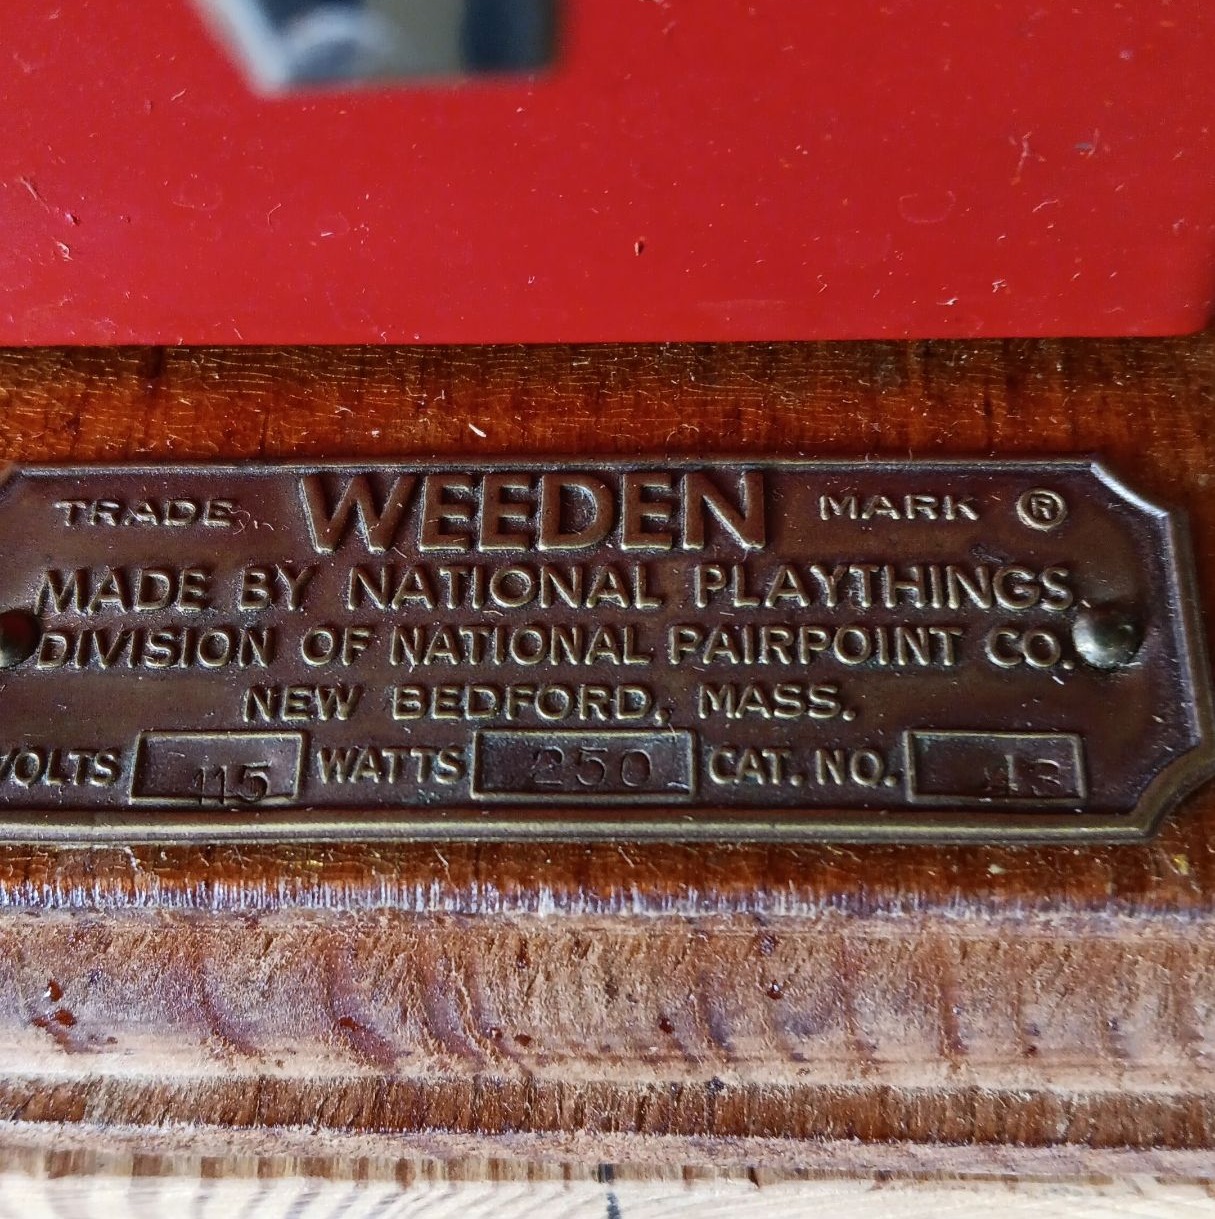 TRADE WEEDEN MARK ®
MADE BY NATIONAL PLAYTHINGS
DIVISION OF NATIONAL PAIRPOINT CO.
NEW BEDFORD, MASS.
VOLTS 115 WATTS 250 CAT. NO. 43